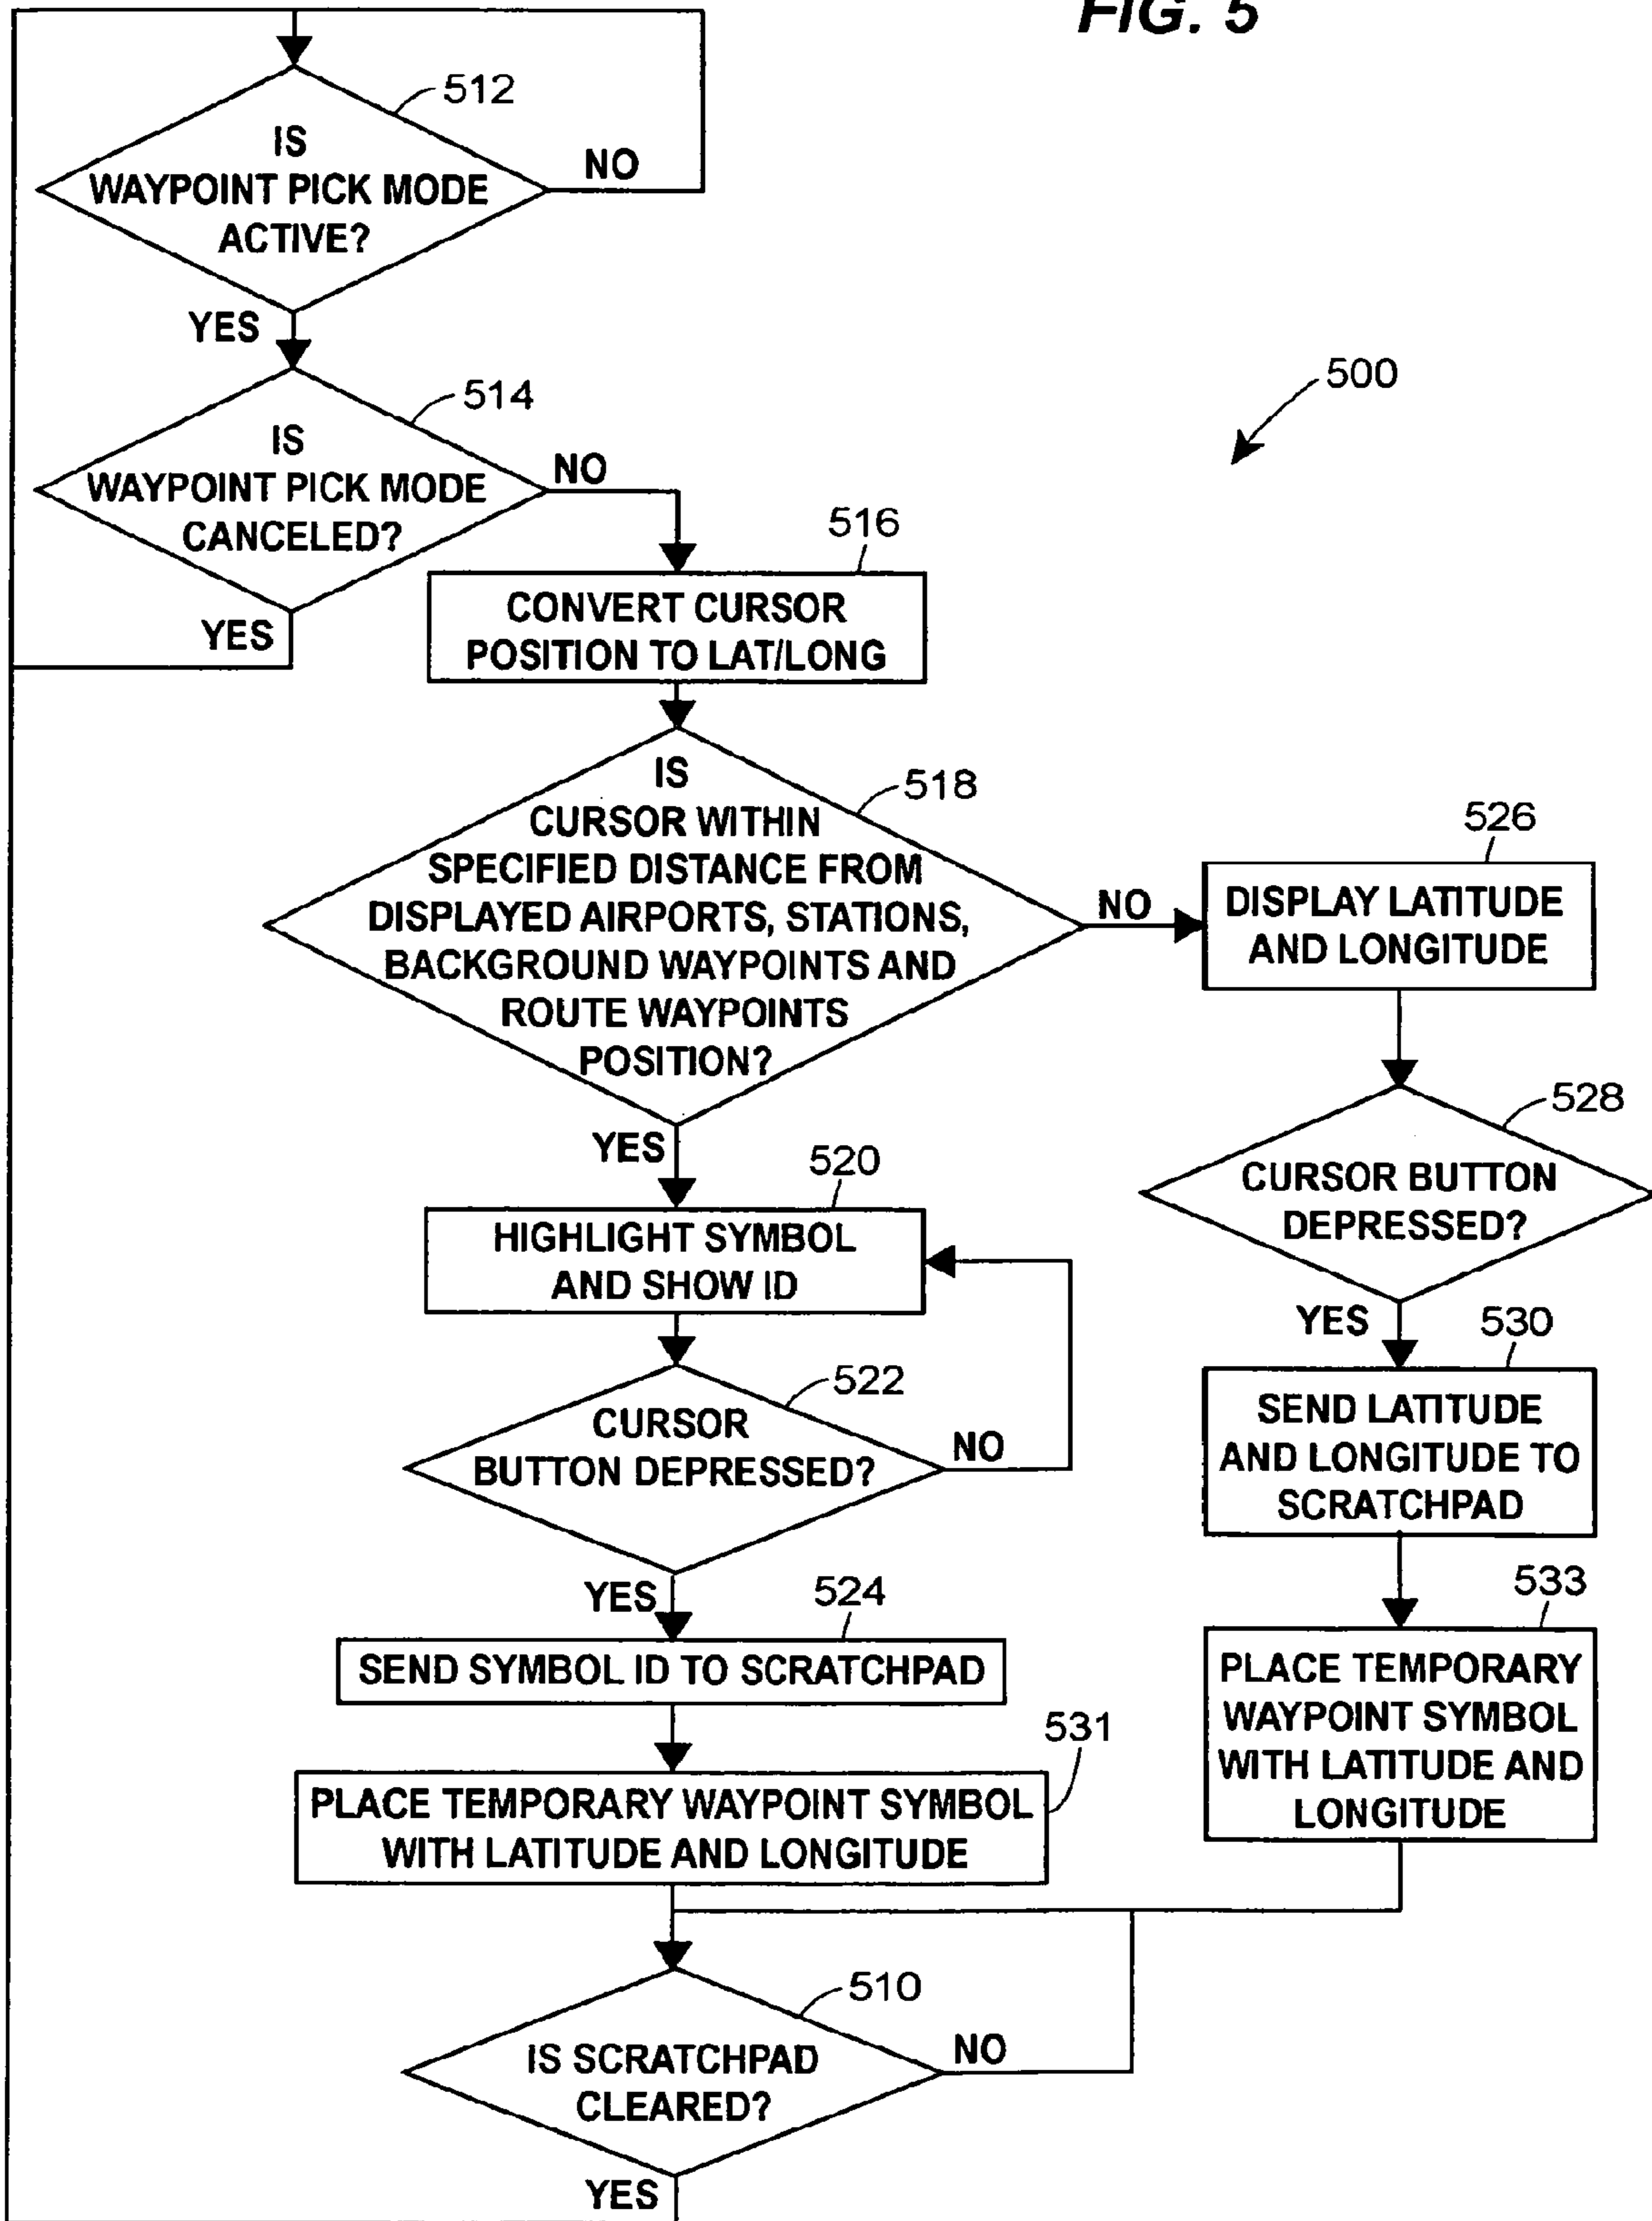 FIG. 5
512
IS
WAYPOINT PICK MODE
ACTIVE?
NO
YES
514
IS
WAYPOINT PICK MODE
CANCELED?
NO
YES
500
516
CONVERT CURSOR
POSITION TO LAT/LONG
518
IS
CURSOR WITHIN
SPECIFIED DISTANCE FROM
DISPLAYED AIRPORTS, STATIONS,
BACKGROUND WAYPOINTS AND
ROUTE WAYPOINTS
POSITION?
NO
YES
526
DISPLAY LATITUDE
AND LONGITUDE
528
CURSOR BUTTON
DEPRESSED?
YES
520
HIGHLIGHT SYMBOL
AND SHOW ID
522
CURSOR
BUTTON DEPRESSED?
NO
YES
530
SEND LATITUDE
AND LONGITUDE TO
SCRATCHPAD
524
SEND SYMBOL ID TO SCRATCHPAD
533
PLACE TEMPORARY
WAYPOINT SYMBOL
WITH LATITUDE AND
LONGITUDE
531
PLACE TEMPORARY WAYPOINT SYMBOL
WITH LATITUDE AND LONGITUDE
510
IS SCRATCHPAD
CLEARED?
NO
YES